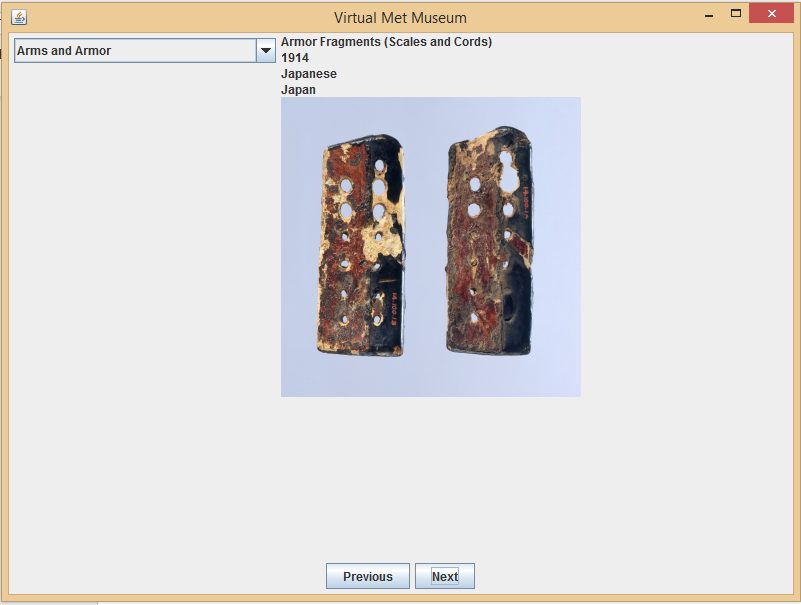 Virtual Met Museum
Arms and Armor
Armor Fragments (Scales and Cords)
1914
Japanese
Japan
Previous
Next